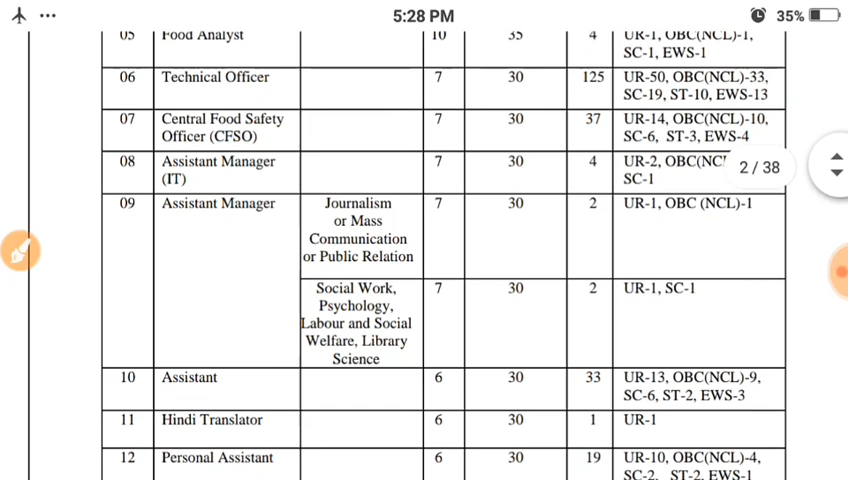 5:28 PM
35%
05 Food Analyst 10 35 4 UR-1, OBC(NCL)-1,
SC-1, EWS-1
06 Technical Officer 7 30 125 UR-50, OBC(NCL)-33,
SC-19, ST-10, EWS-13
07 Central Food Safety 7 30 37 UR-14, OBC(NCL)-10,
Officer (CFSO) SC-6, ST-3, EWS-4
08 Assistant Manager 7 30 4 UR-2, OBC(NC
(IT) SC-1
2 / 38
09 Assistant Manager Journalism 7 30 2 UR-1, OBC (NCL)-1
or Mass
Communication
or Public Relation
Social Work, 7 30 2 UR-1, SC-1
Psychology,
Labour and Social
Welfare, Library
Science
10 Assistant 6 30 33 UR-13, OBC(NCL)-9,
SC-6, ST-2, EWS-3
11 Hindi Translator 6 30 1 UR-1
12 Personal Assistant 6 30 19 UR-10, OBC(NCL)-4,
SC-2, ST-2, EWS-1